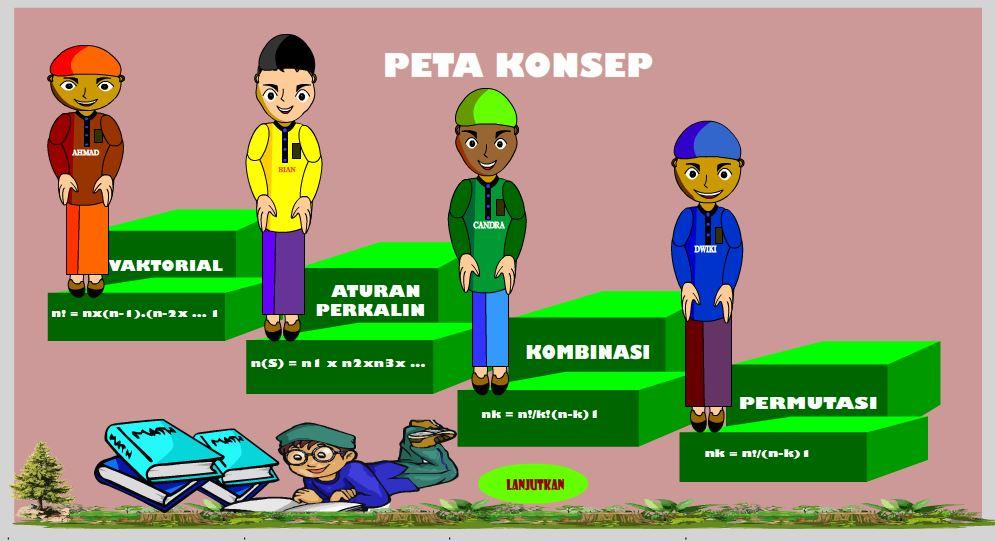 PETA KONSEP
AHMAD
BIAN
CANDRA
DWIKI
VAKTORIAL
n! = nx(n-1).(n-2x ... 1
ATURAN
PERKALIN
n(S) = n1 x n2xn3x ...
KOMBINASI
nk = n!/k!(n-k)!
PERMUTASI
nk = n!/(n-k)!
MATH
MATH
MATH
LANJUTKAN